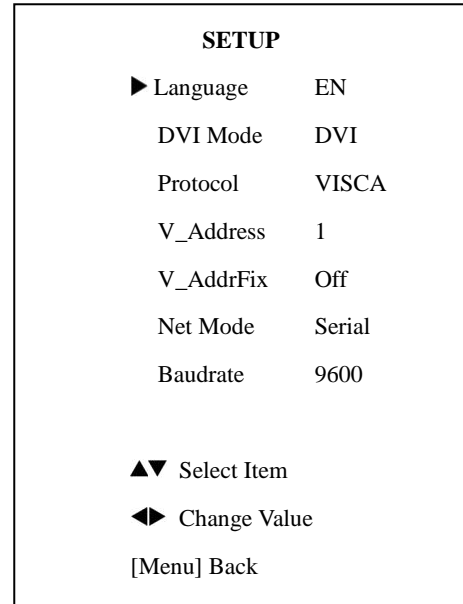 SETUP
▶ Language EN
DVI Mode DVI
Protocol VISCA
V_Address 1
V_AddrFix Off
Net Mode Serial
Baudrate 9600
▲▼ Select Item
◀▶ Change Value
[Menu] Back